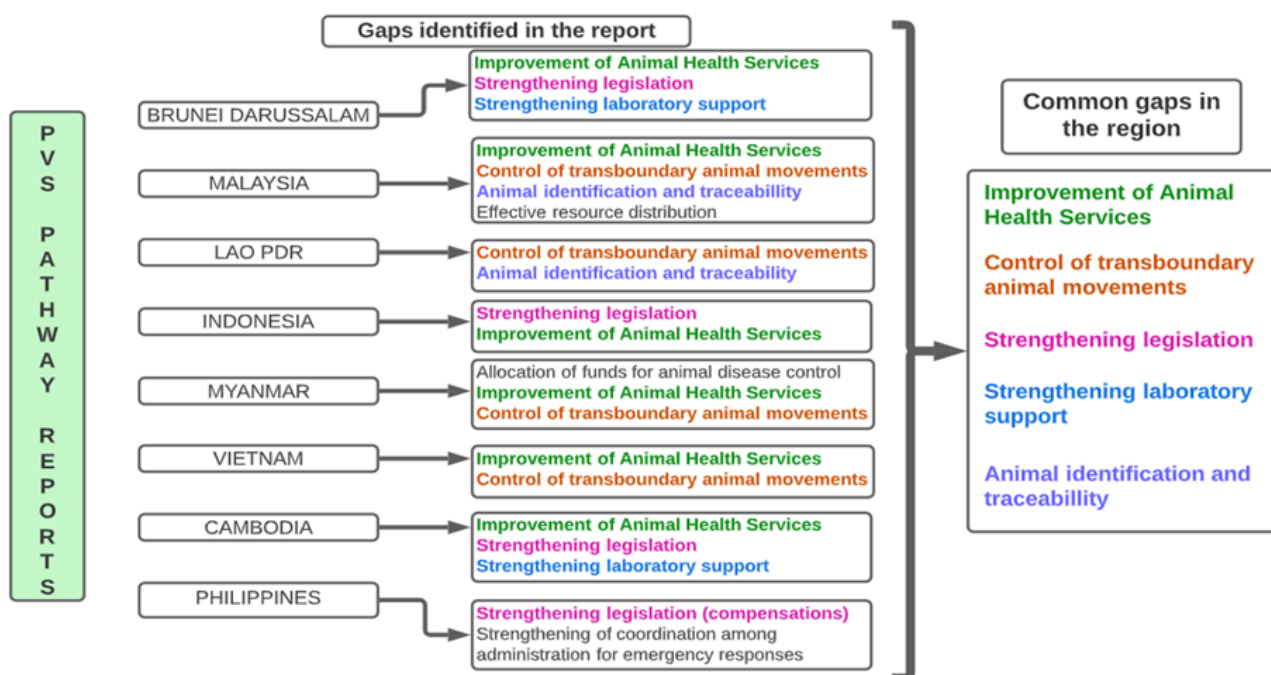 Gaps identified in the report
PVS PATHWAY REPORTS
BRUNEI DARUSSALAM
Improvement of Animal Health Services
Strengthening legislation
Strengthening laboratory support
MALAYSIA
Improvement of Animal Health Services
Control of transboundary animal movements
Animal identification and traceabillity
Effective resource distribution
LAO PDR
Control of transboundary animal movements
Animal identification and traceability
INDONESIA
Strengthening legislation
Improvement of Animal Health Services
MYANMAR
Allocation of funds for animal disease control
Improvement of Animal Health Services
Control of transboundary animal movements
VIETNAM
Improvement of Animal Health Services
Control of transboundary animal movements
CAMBODIA
Improvement of Animal Health Services
Strengthening legislation
Strengthening laboratory support
PHILIPPINES
Strengthening legislation (compensations)
Strengthening of coordination among
administration for emergency responses
Common gaps in
the region
Improvement of Animal
Health Services
Control of transboundary
animal movements
Strengthening legislation
Strengthening laboratory
support
Animal identification and
traceabillity